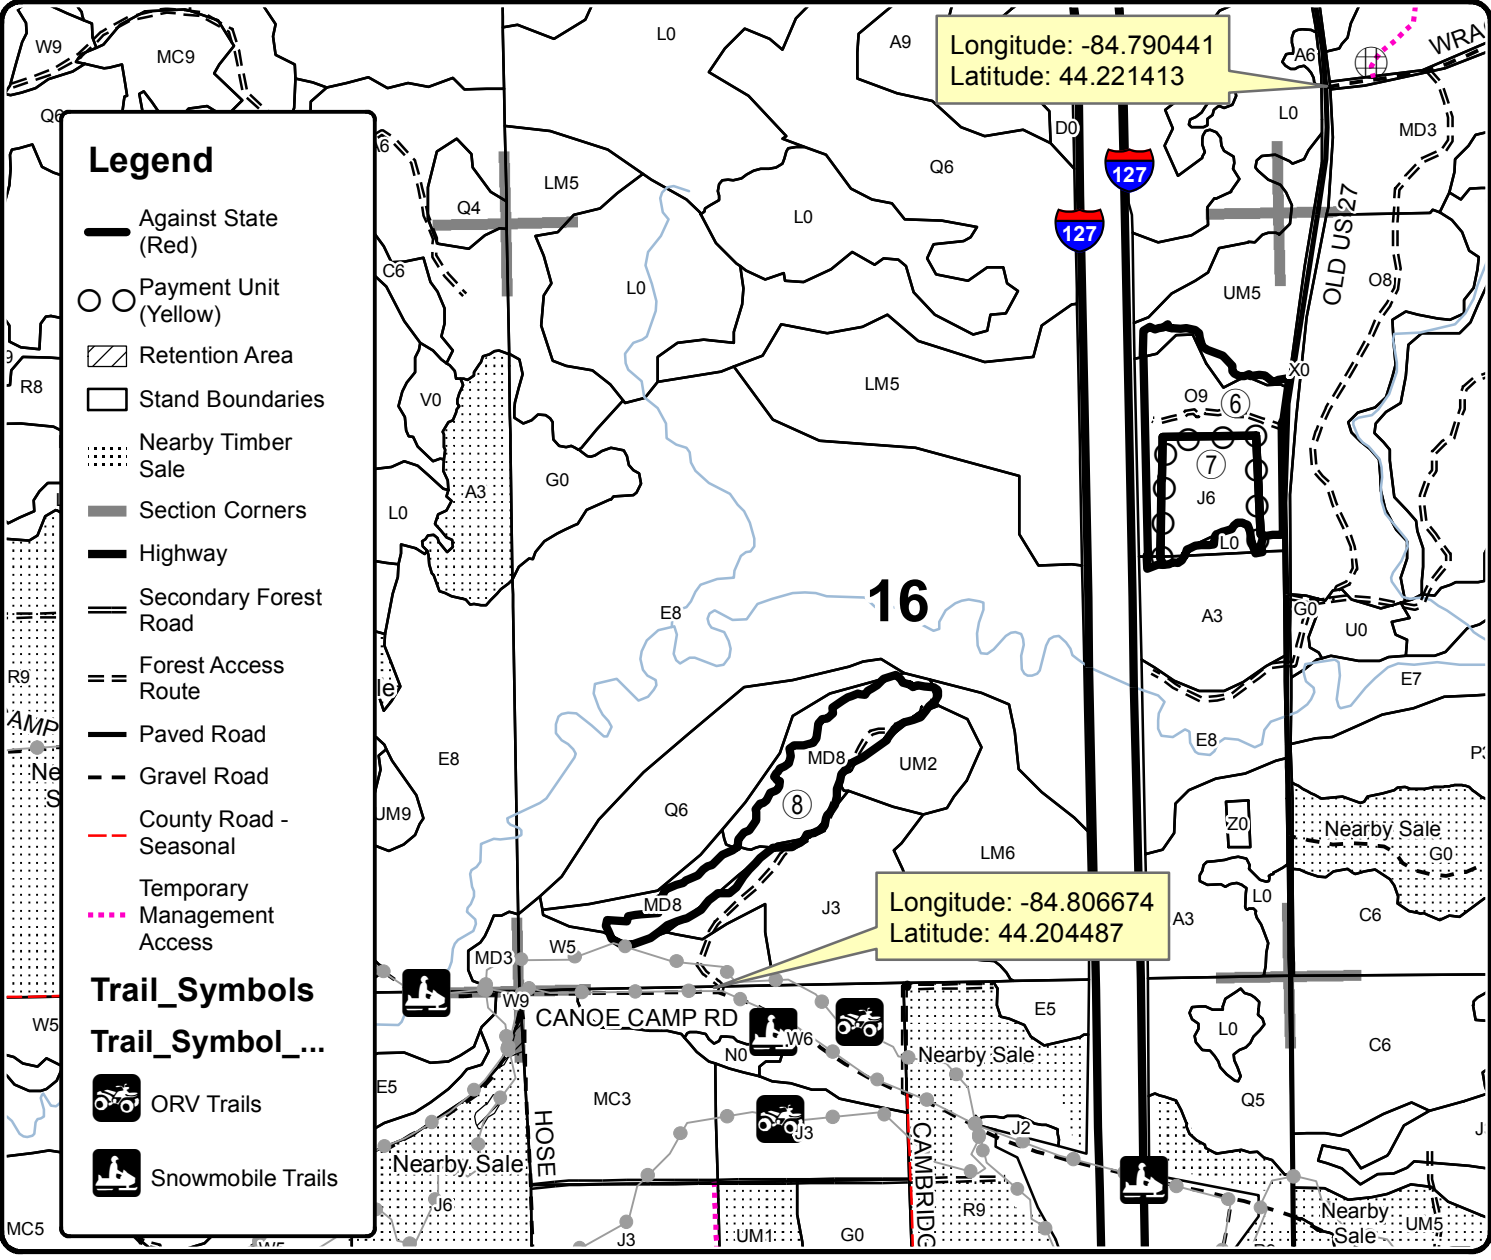 W9
MC9
L0
A9
Longitude: -84.790441
Latitude: 44.221413
A6
WRA
Q6
D0
L0
MD3
Legend
Against State
(Red)
Payment Unit
(Yellow)
Retention Area
Stand Boundaries
Nearby Timber
Sale
Section Corners
Highway
Secondary Forest
Road
Forest Access
Route
Paved Road
Gravel Road
County Road -
Seasonal
Temporary
Management
Access
Trail_Symbols
Trail_Symbol_...
ORV Trails
Snowmobile Trails
Q6
127
127
LM5
Q4
L0
C6
L0
UM5
OLD US 27
O8
R8
V0
LM5
X0
O9
6
7
J6
L0
A3
G0
L0
16
E8
A3
G0
U0
E7
R9
AMP
Ne
S
le
E8
UM9
E8
MD8
UM2
Q6
8
Z0
Nearby Sale
G0
LM6
MD8
J3
Longitude: -84.806674
Latitude: 44.204487
A3
L0
C6
MD3
W5
W9
CANOE CAMP RD
W6
N0
W5
E5
Nearby Sale
L0
C6
E5
MC3
J3
HOSE
CAMBRIDG
J2
Q5
Nearby Sale
J6
R9
MC5
J3
UM1
G0
Nearby
Sale
UM5